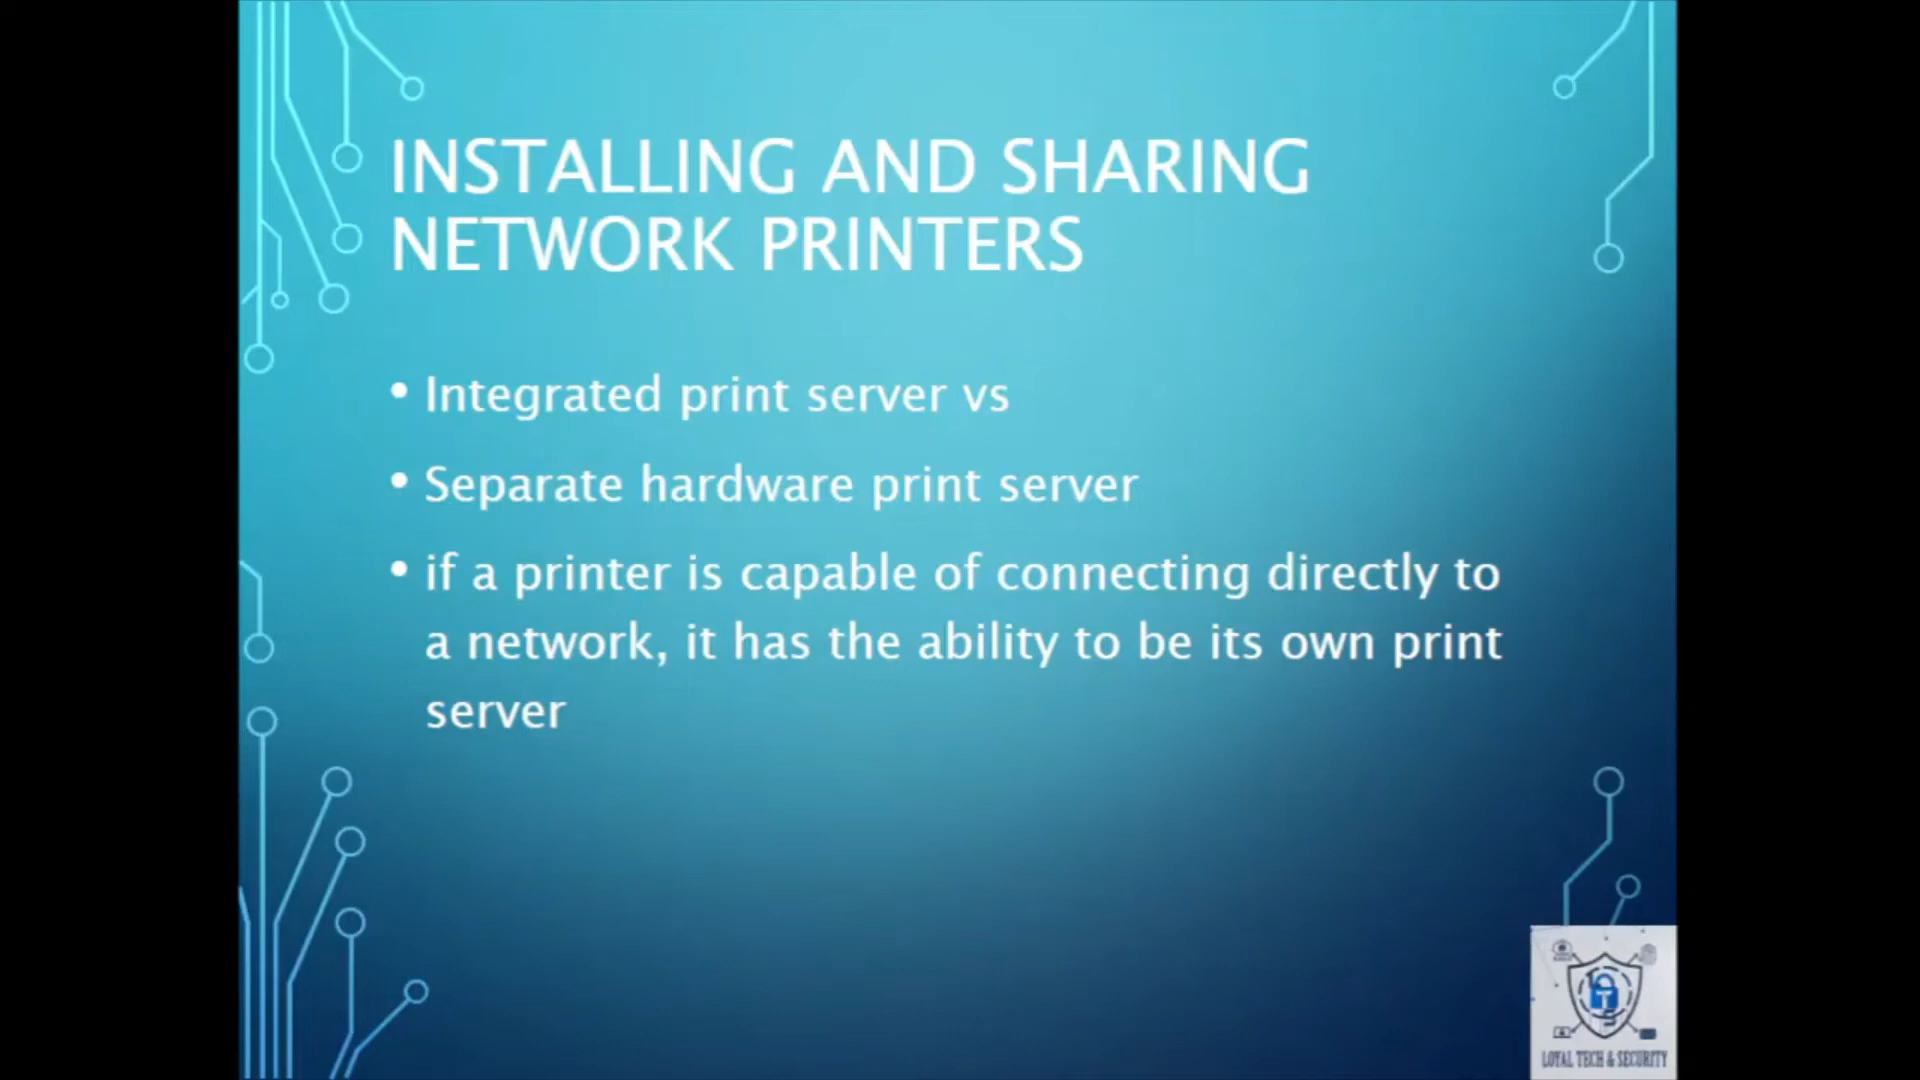 INSTALLING AND SHARING
NETWORK PRINTERS
• Integrated print server vs
• Separate hardware print server
• if a printer is capable of connecting directly to
a network, it has the ability to be its own print
server
LOYAL TECH & SECURITY